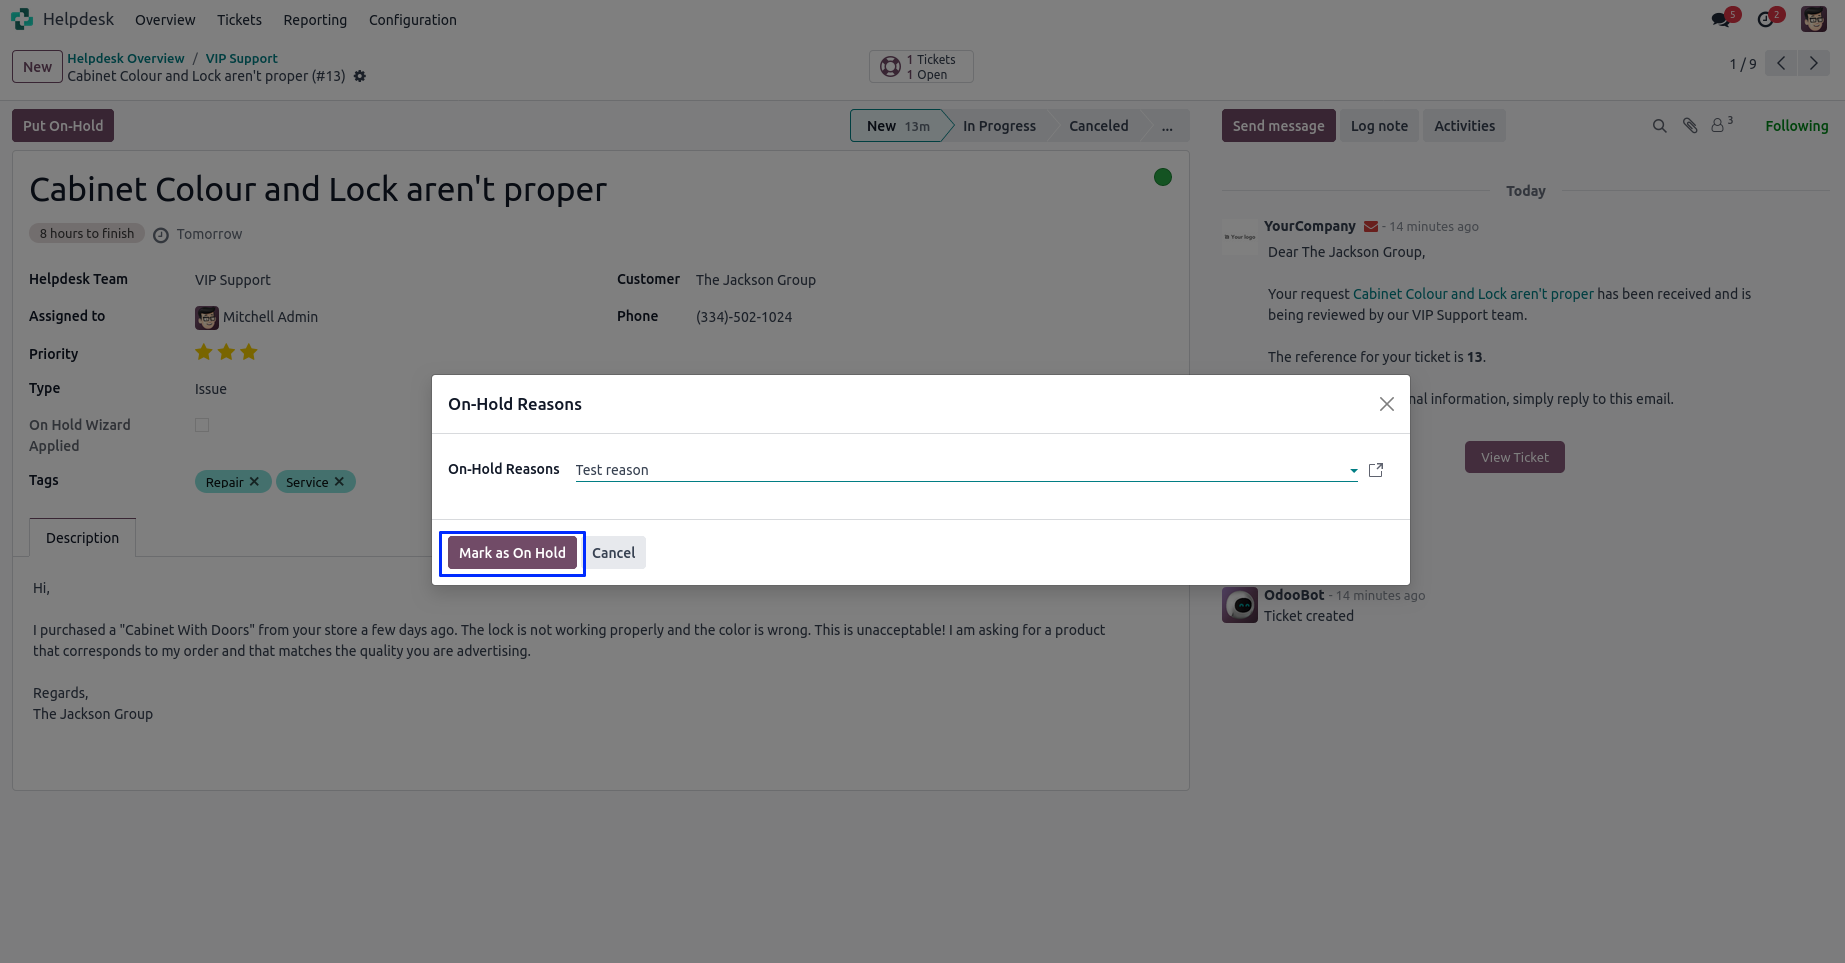 Helpdesk Overview Tickets Reporting Configuration 5 2
New
Helpdesk Overview / VIP Support
Cabinet Colour and Lock aren't proper (#13)
1 Tickets
1 Open
1 / 9
Put On-Hold
New 13m In Progress Canceled ...
Send message Log note Activities 3 Following
Cabinet Colour and Lock aren't proper
8 hours to finish Tomorrow
Helpdesk Team VIP Support
Customer The Jackson Group
Assigned to Mitchell Admin
Phone (334)-502-1024
Priority
Type Issue
On Hold Wizard
Applied
Tags Repair Service
Description
Hi,
I purchased a "Cabinet With Doors" from your store a few days ago. The lock is not working properly and the color is wrong. This is unacceptable! I am asking for a product
that corresponds to my order and that matches the quality you are advertising.
Regards,
The Jackson Group
On-Hold Reasons
On-Hold Reasons Test reason
Mark as On Hold Cancel
Today
Your logo
YourCompany - 14 minutes ago
Dear The Jackson Group,
Your request Cabinet Colour and Lock aren't proper has been received and is
being reviewed by our VIP Support team.
The reference for your ticket is 13.
nal information, simply reply to this email.
View Ticket
OdooBot - 14 minutes ago
Ticket created